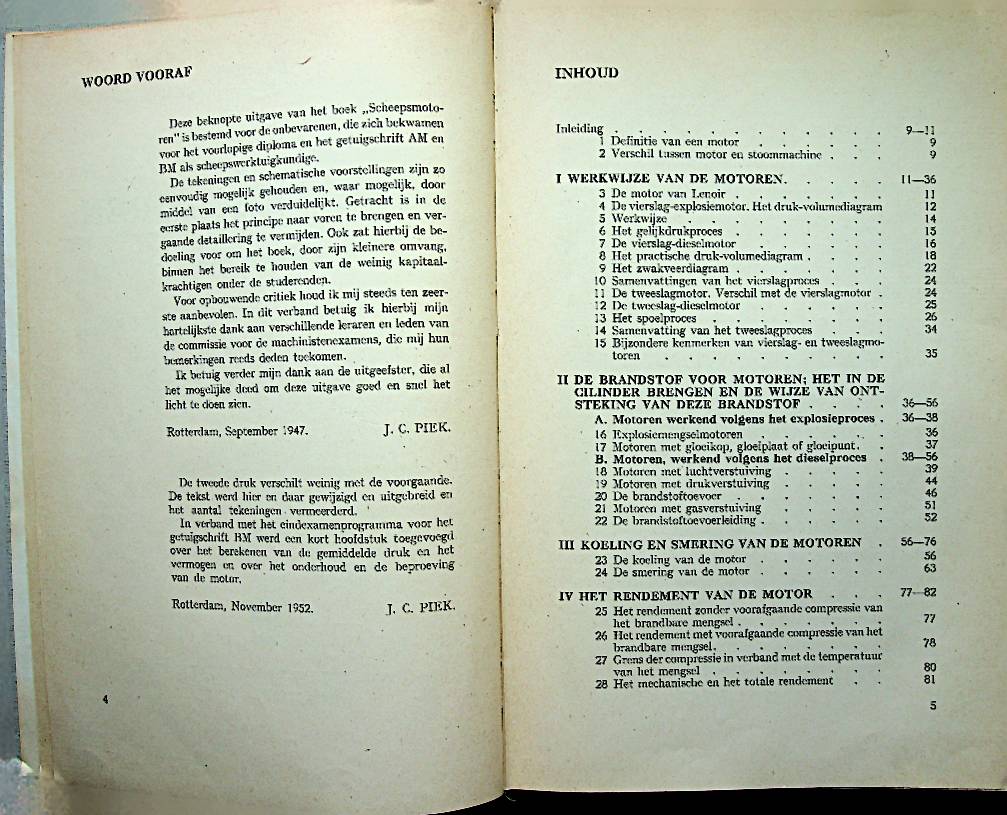 WOORD VOORAF
Deze beknopte uitgave van het boek „Scheepsmoto-
ren" is bestemd voor de onbevarenen, die zich bekwamen
voor het voorlopige diploma en het getuigschrift AM en
BM als scheepswerktuigkundige.
De tekeningen en schematische voorstellingen zijn zo
eenvoudig mogelijk gehouden en, waar mogelijk, door
middel van een foto verduidelijkt. Getracht is in de
eerste plaats het principe naar voren te brengen en ver-
gaande detaillering te vermijden. Ook zat hierbij de be-
doeling voor om het boek, door zijn kleinere omvang,
binnen het bereik te houden van de weinig kapitaal-
krachtigen onder de studerenden.
Voor opbouwende critiek houd ik mij steeds ten zeer-
ste aanbevolen. In dit verband betuig ik hierbij mijn
hartelijkste dank aan verschillende leraren en leden van
de commissie voor de machinistenexamens, die mij hun
bemerkingen reeds deden toekomen.
Ik betuig verder mijn dank aan de uitgeefster, die al
het mogelijke deed om deze uitgave goed en snel het
licht te doen zien.
Rotterdam, September 1947. J. C. PIEK.
De tweede druk verschilt weinig met de voorgaande.
De tekst werd hier en daar gewijzigd en uitgebreid en
het aantal tekeningen vermeerderd.
In verband met het eindexamenprogramma voor het
getuigschrift BM werd een kort hoofdstuk toegevoegd
over het berekenen van de gemiddelde druk en het
vermogen en over het onderhoud en de beproeving
van de motor.
Rotterdam, November 1952. J. C. PIEK.
4
INHOUD
Inleiding . . . . . . . . . . . . 9—11
1 Definitie van een motor . . . . . . 9
2 Verschil tussen motor en stoommachine . . . 9
I WERKWIJZE VAN DE MOTOREN. . . . . 11—36
3 De motor van Lenoir . . . . . . . 11
4 De vierslag-explosiemotor. Het druk-volumediagram 12
5 Werkwijze . . . . . . . . . . 14
6 Het gelijkdrukproces . . . . . . . 15
7 De vierslag-dieselmotor . . . . . . 16
8 Het practische druk-volumediagram . . . . 18
9 Het zwakveerdiagram . . . . . . . 22
10 Samenvattingen van het vierslagproces . . . 24
11 De tweeslagmotor. Verschil met de vierslagmotor . 24
12 De tweeslag-dieselmotor . . . . . . 25
13 Het spoelproces . . . . . . . . 26
14 Samenvatting van het tweeslagproces . . . 34
15 Bijzondere kenmerken van vierslag- en tweeslagmo-
toren . . . . . . . . . . 35
II DE BRANDSTOF VOOR MOTOREN; HET IN DE
CILINDER BRENGEN EN DE WIJZE VAN ONT-
STEKING VAN DEZE BRANDSTOF . . . . 36—56
A. Motoren werkend volgens het explosieproces . 36—38
16 Explosiemengselmotoren . . . . . . 36
17 Motoren met gloeikop, gloeiplaat of gloeipunt. . 37
B. Motoren, werkend volgens het dieselproces . 38—56
18 Motoren met luchtverstuiving . . . . . 39
19 Motoren met drukverstuiving . . . . . 44
20 De brandstoftoevoer . . . . . . . 46
21 Motoren met gasverstuiving . . . . . 51
22 De brandstoftoevoerleiding . . . . . . 52
III KOELING EN SMERING VAN DE MOTOREN . 56—76
23 De koeling van de motor . . . . . . 56
24 De smering van de motor . . . . . . 63
IV HET RENDEMENT VAN DE MOTOR . . . 77—82
25 Het rendement zonder voorafgaande compressie van
het brandbare mengsel . . . . . . . 77
26 Het rendement met voorafgaande compressie van het
brandbare mengsel. . . . . . . . 78
27 Grens der compressie in verband met de temperatuur
van het mengsel . . . . . . . . 80
28 Het mechanische en het totale rendement . . 81
5